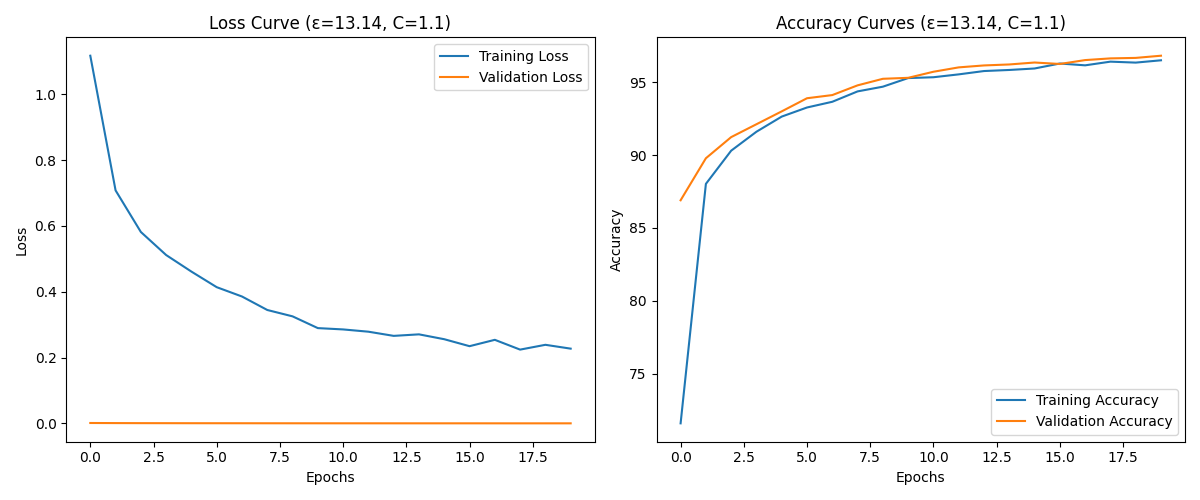 Loss Curve (ε=13.14, C=1.1)
Training Loss
Validation Loss
1.0
0.8
0.6
0.4
0.2
0.0
Loss
0.0 2.5 5.0 7.5 10.0 12.5 15.0 17.5
Epochs
Accuracy Curves (ε=13.14, C=1.1)
95
90
85
80
75
Accuracy
Training Accuracy
Validation Accuracy
0.0 2.5 5.0 7.5 10.0 12.5 15.0 17.5
Epochs